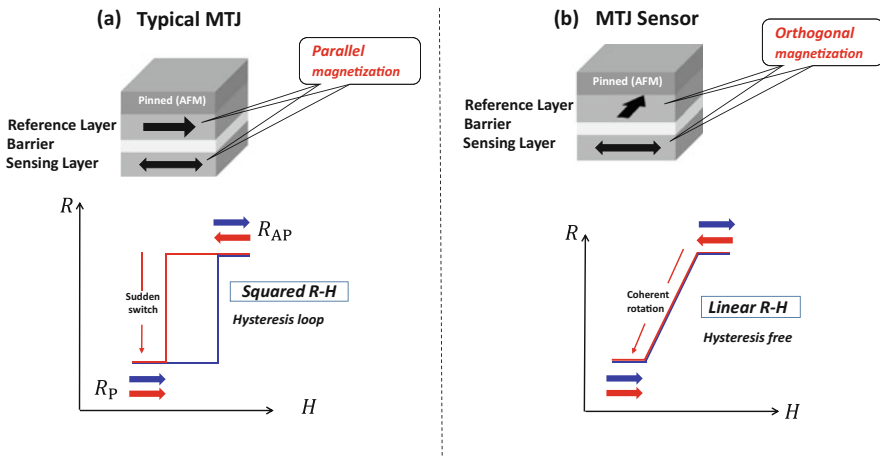 (a) Typical MTJ
Parallel
magnetization
Pinned (AFM)
Reference Layer
Barrier
Sensing Layer
R
R_AP
Sudden
switch
Squared R-H
Hysteresis loop
R_P
H
(b) MTJ Sensor
Orthogonal
magnetization
Pinned (AFM)
Reference Layer
Barrier
Sensing Layer
R
Coherent
rotation
Linear R-H
Hysteresis free
H